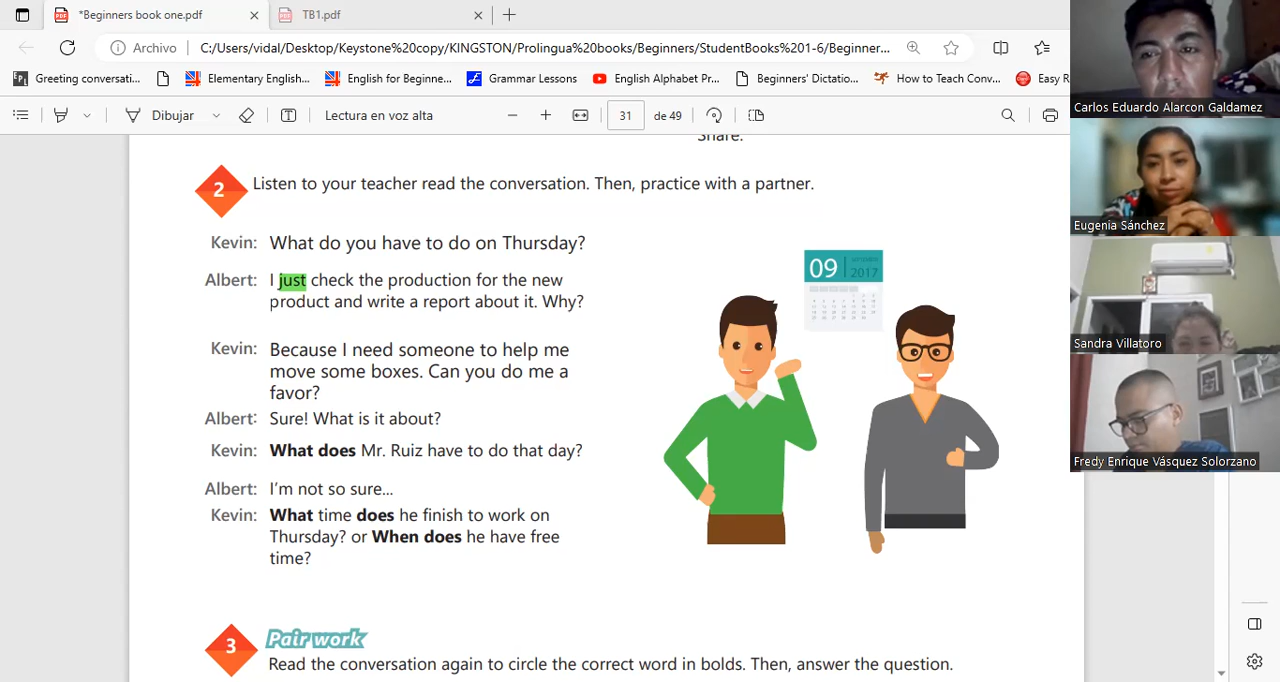 *Beginners book one.pdf
TB1.pdf
Archivo
C:/Users/vidal/Desktop/Keystone%20copy/KINGSTON/Prolingua%20books/Beginners/StudentBooks%201-6/Beginner...
Greeting conversati...
Elementary English...
English for Beginne...
Grammar Lessons
English Alphabet Pr...
Beginners' Dictatio...
How to Teach Conv...
Easy R
Dibujar
Lectura en voz alta
31
de 49
Share.
2
Listen to your teacher read the conversation. Then, practice with a partner.
Kevin: What do you have to do on Thursday?
Albert: I just check the production for the new
product and write a report about it. Why?
Kevin: Because I need someone to help me
move some boxes. Can you do me a
favor?
Albert: Sure! What is it about?
Kevin: What does Mr. Ruiz have to do that day?
Albert: I'm not so sure...
Kevin: What time does he finish to work on
Thursday? or When does he have free
time?
09
2017
3
Pair work
Read the conversation again to circle the correct word in bolds. Then, answer the question.
Carlos Eduardo Alarcon Galdamez
Eugenia Sánchez
Sandra Villatoro
Fredy Enrique Vásquez Solorzano